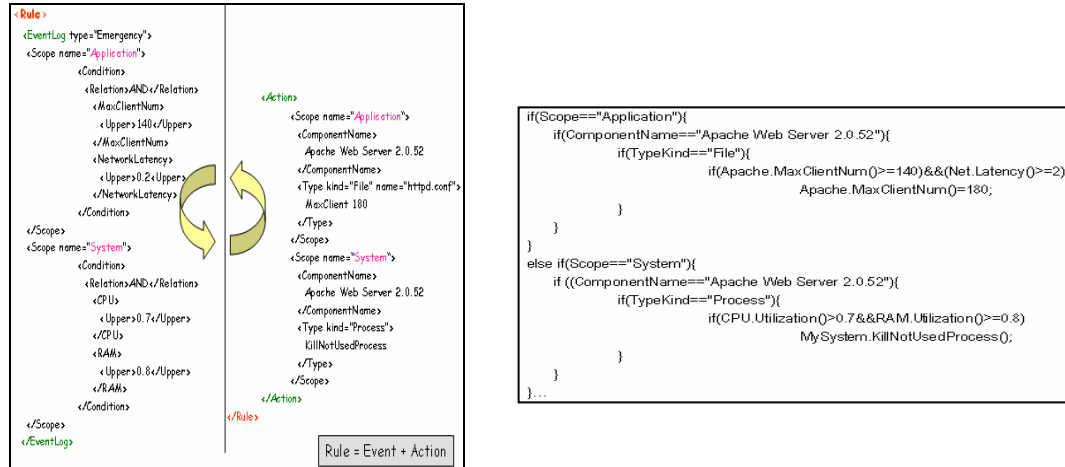 <Rule>
<EventLog type="Emergency">
<Scope name="Application">
<Condition>
<Relation>AND</Relation>
<MaxClientNum>
<Upper>140</Upper>
</MaxClientNum>
<NetworkLatency>
<Upper>0.2<Upper>
</NetworkLatency>
</Condition>
</Scope>
<Scope name="System">
<Condition>
<Relation>AND</Relation>
<CPU>
<Upper>0.7</Upper>
</CPU>
<RAM>
<Upper>0.8</Upper>
</RAM>
</Condition>
</Scope>
</EventLog>
<Action>
<Scope name="Application">
<ComponentName>
Apache Web Server 2.0.52
</ComponentName>
<Type kind="File" name="httpd.conf">
MaxClient 180
</Type>
</Scope>
<Scope name="System">
<ComponentName>
Apache Web Server 2.0.52
</ComponentName>
<Type kind="Process">
KillNotUsedProcess
</Type>
</Scope>
</Action>
</Rule>
Rule = Event + Action
if(Scope=="Application"){
if(ComponentName=="Apache Web Server 2.0.52"){
if(TypeKind=="File"){
if(Apache.MaxClientNum()>=140)&&(Net.Latency()>=2)
Apache.MaxClientNum()=180;
}
}
}
else if(Scope=="System"){
if ((ComponentName=="Apache Web Server 2.0.52"){
if(TypeKind=="Process"){
if(CPU.Utilization()>0.7&&RAM.Utilization()>=0.8)
MySystem.KillNotUsedProcess();
}
}
}...